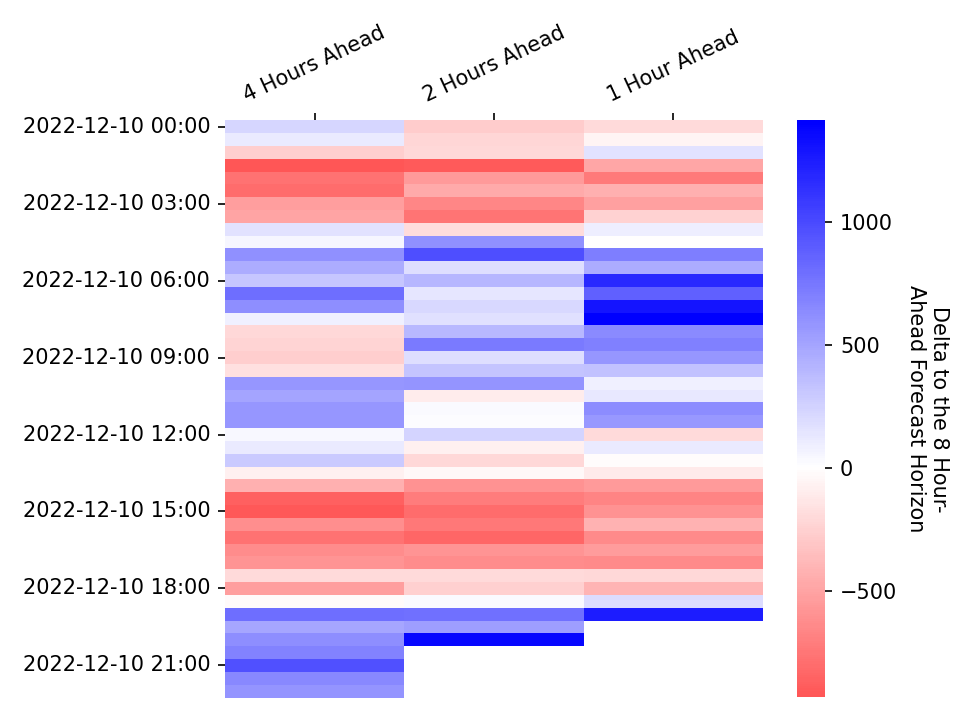 4 Hours Ahead
2 Hours Ahead
1 Hour Ahead
2022-12-10 00:00
2022-12-10 03:00
2022-12-10 06:00
2022-12-10 09:00
2022-12-10 12:00
2022-12-10 15:00
2022-12-10 18:00
2022-12-10 21:00
1000
500
0
−500
Delta to the 8 Hour-
Ahead Forecast Horizon